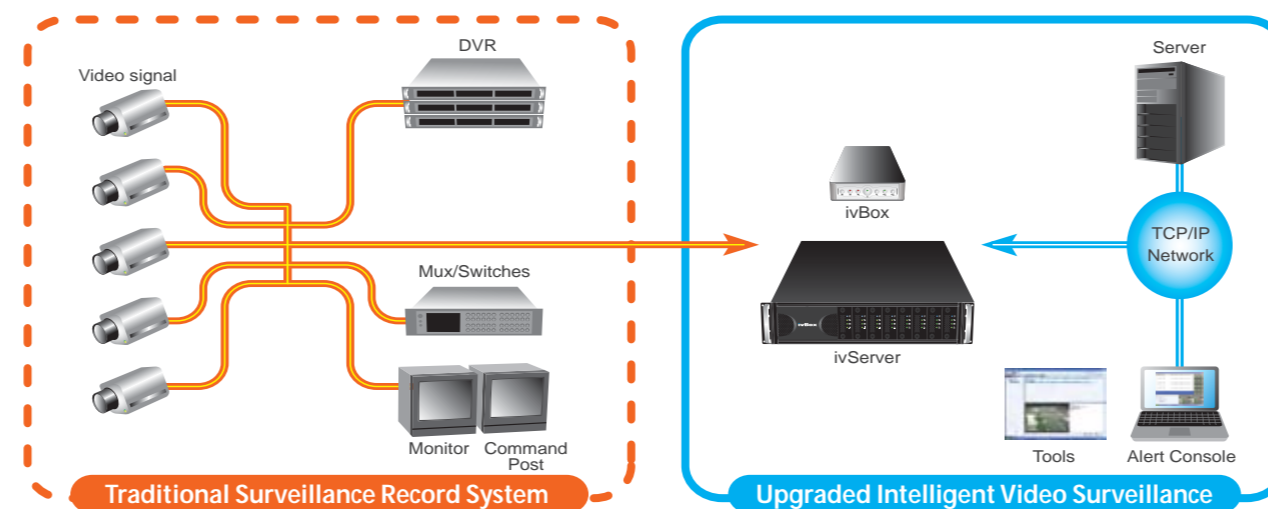 DVR
Video signal
Mux/Switches
Monitor
Command
Post
Traditional Surveillance Record System
Server
ivBox
TCP/IP
Network
ivServer
Tools
Alert Console
Upgraded Intelligent Video Surveillance